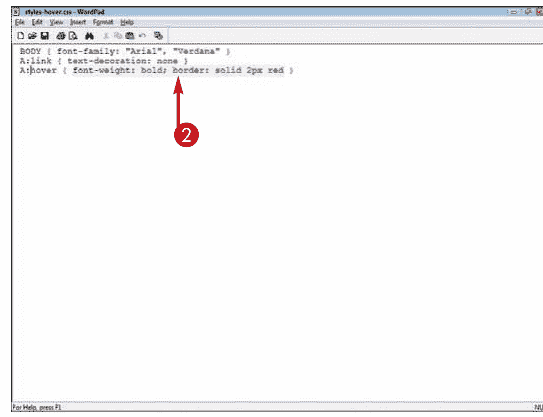 styles-hover.css - WordPad
File Edit View Insert Format Help
BODY { font-family: "Arial", "Verdana" }
A:link { text-decoration: none }
A:hover { font-weight: bold; border: solid 2px red }
2
For Help, press F1
NU